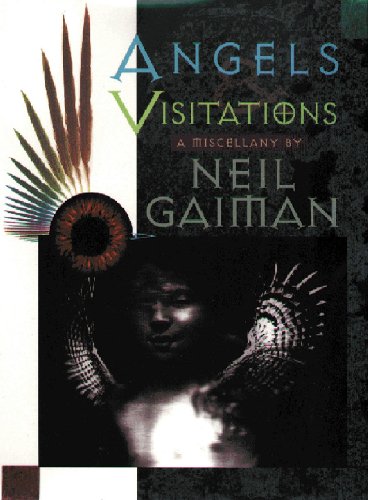 ANGELS
& VISITATIONS
A MISCELLANY BY
NEIL
GAIMAN